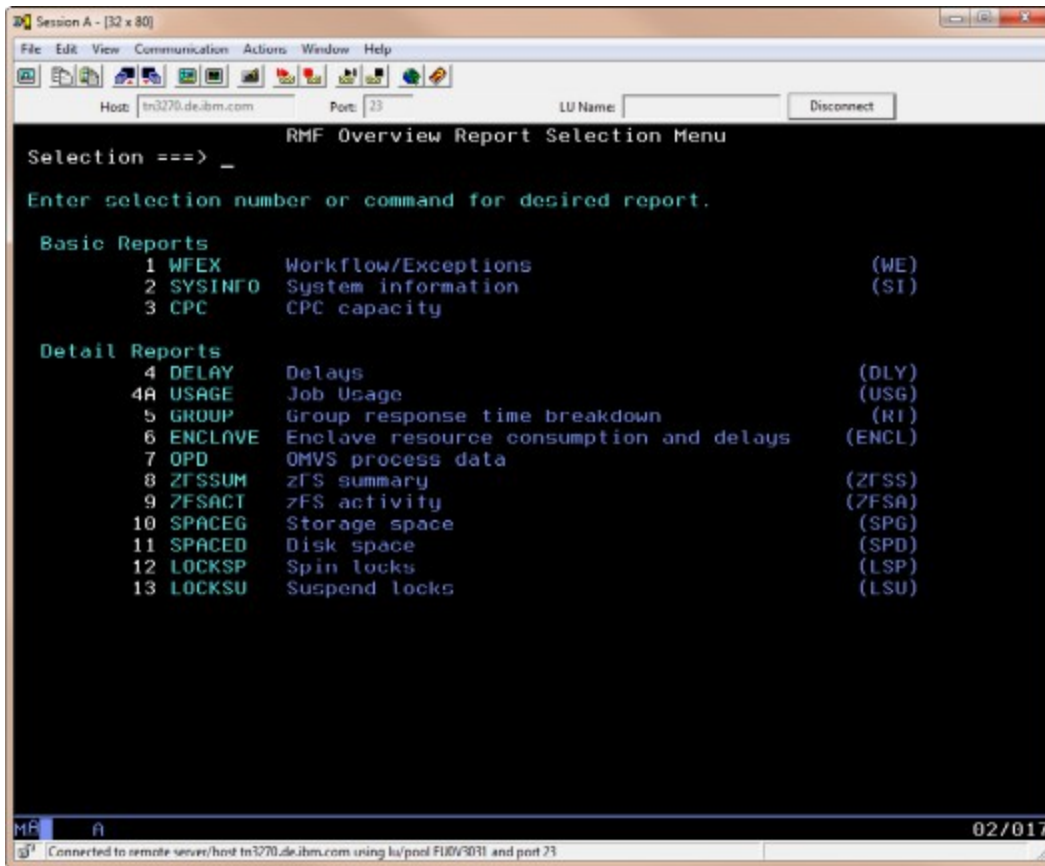 Session A - [32 x 80]
File Edit View Communication Actions Window Help
Host: tn3270.de.ibm.com Port: 23 LU Name: Disconnect
RMF Overview Report Selection Menu
Selection ===> _
Enter selection number or command for desired report.
Basic Reports
1 WFEX Workflow/Exceptions (WE)
2 SYSINFO System information (SI)
3 CPC CPC capacity
Detail Reports
4 DELAY Delays (DLY)
4A USAGE Job Usage (USG)
5 GROUP Group response time breakdown (RT)
6 ENCLAVE Enclave resource consumption and delays (ENCL)
7 OPD OMVS process data
8 ZFSSUM zFS summary (ZFSS)
9 ZFSACT zFS activity (ZFSA)
10 SPACEG Storage space (SPG)
11 SPACED Disk space (SPD)
12 LOCKSP Spin locks (LSP)
13 LOCKSU Suspend locks (LSU)
A 02/017
Connected to remote server/host tn3270.de.ibm.com using lu/pool and port 23